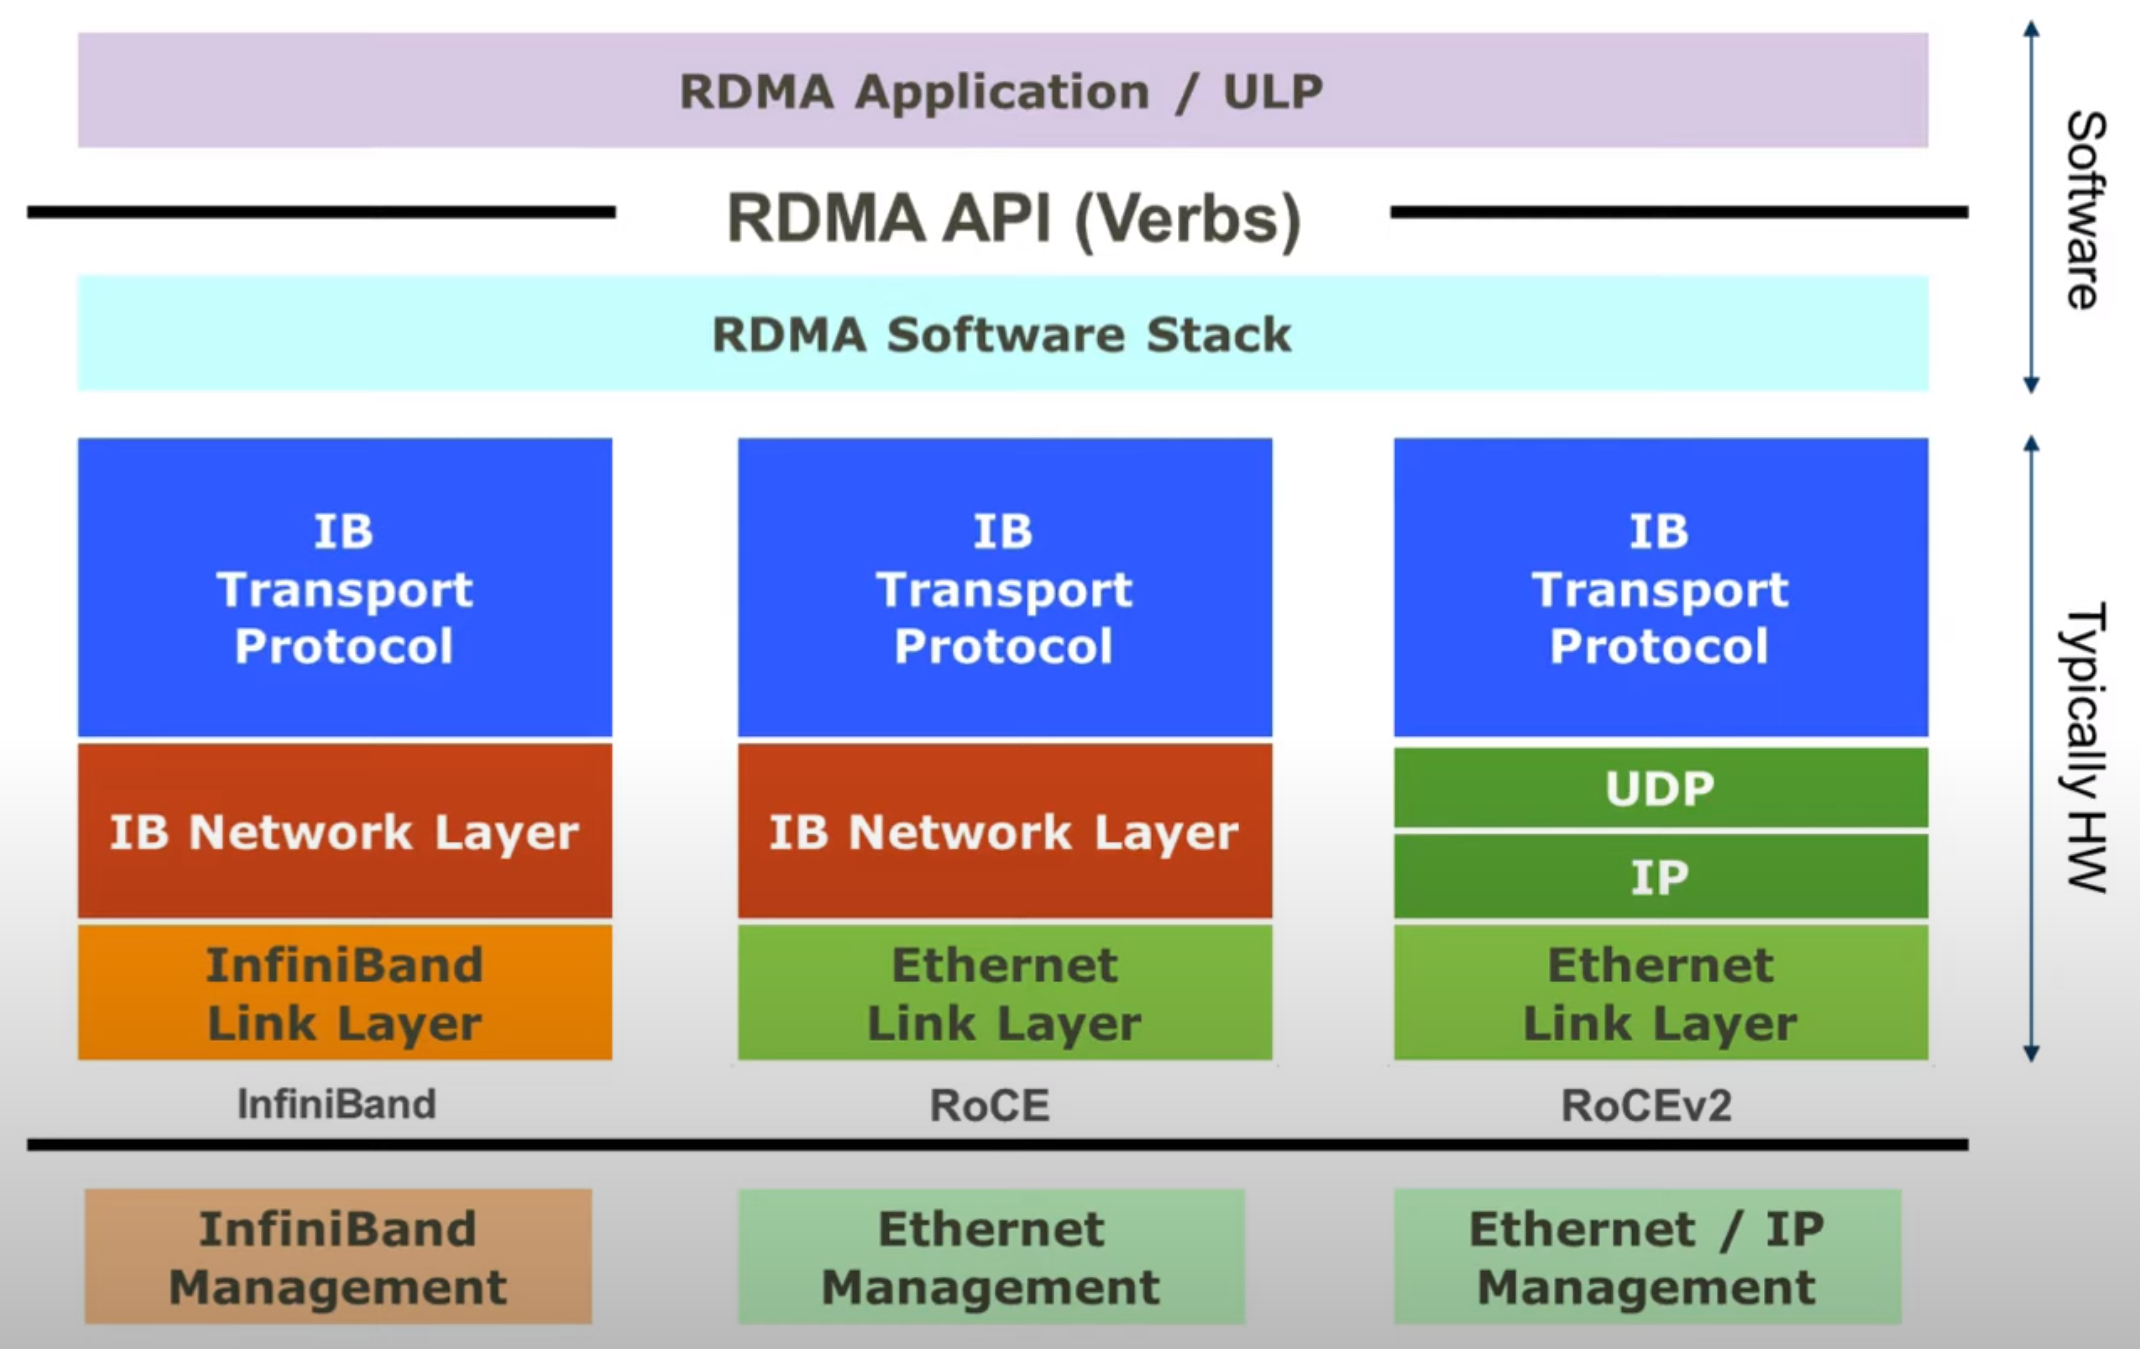 RDMA Application / ULP
RDMA API (Verbs)
RDMA Software Stack
Software
IB
Transport
Protocol
IB
Transport
Protocol
IB
Transport
Protocol
IB Network Layer
IB Network Layer
UDP
IP
InfiniBand
Link Layer
Ethernet
Link Layer
Ethernet
Link Layer
Typically HW
InfiniBand
RoCE
RoCEv2
InfiniBand
Management
Ethernet
Management
Ethernet / IP
Management